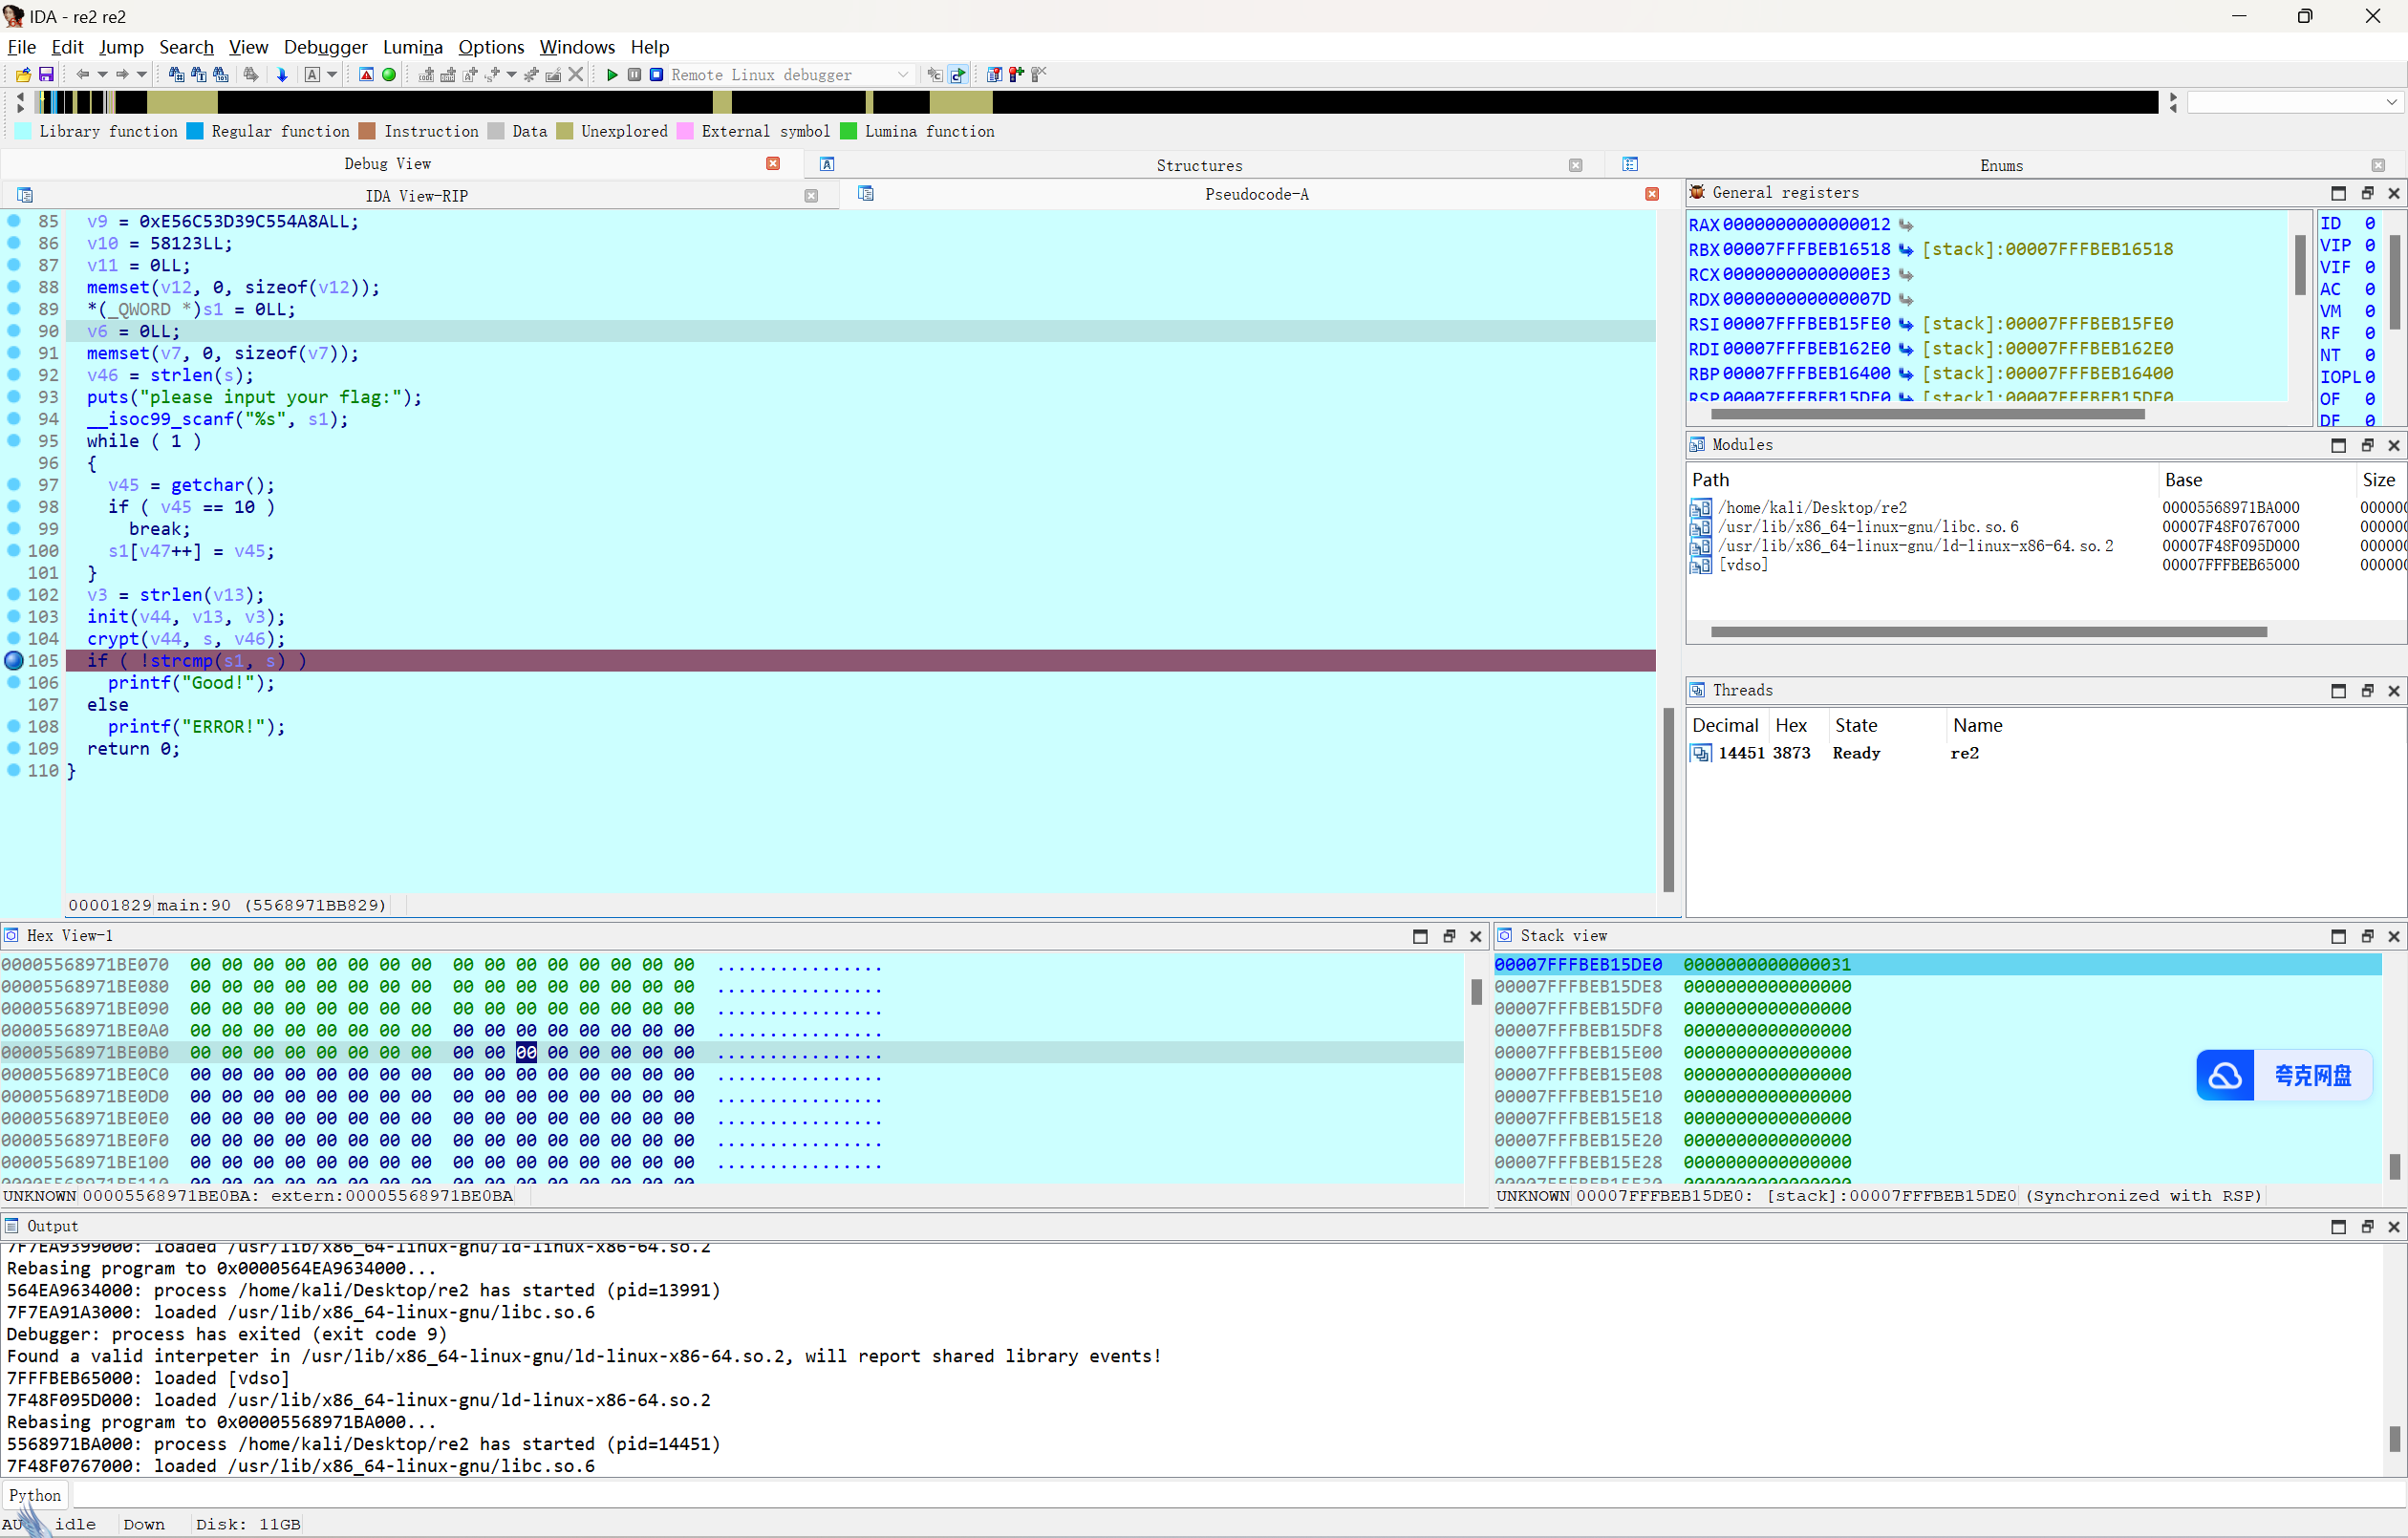 IDA - re2 re2
File Edit Jump Search View Debugger Lumina Options Windows Help
Remote Linux debugger
Library function Regular function Instruction Data Unexplored External symbol Lumina function
Debug View Structures Enums
IDA View-RIP Pseudocode-A
85 v9 = 0xE56C53D39C554A8ALL;
86 v10 = 58123LL;
87 v11 = 0LL;
88 memset(v12, 0, sizeof(v12));
89 *(_QWORD *)s1 = 0LL;
90 v6 = 0LL;
91 memset(v7, 0, sizeof(v7));
92 v46 = strlen(s);
93 puts("please input your flag:");
94 __isoc99_scanf("%s", s1);
95 while ( 1 )
96 {
97 v45 = getchar();
98 if ( v45 == 10 )
99 break;
100 s1[v47++] = v45;
101 }
102 v3 = strlen(v13);
103 init(v44, v13, v3);
104 crypt(v44, s, v46);
105 if ( !strcmp(s1, s) )
106 printf("Good!");
107 else
108 printf("ERROR!");
109 return 0;
110 }
00001829 main:90 (5568971BB829)
General registers
RAX 0000000000000012
RBX 00007FFFBEB16518 [stack]:00007FFFBEB16518
RCX 00000000000000E3
RDX 000000000000007D
RSI 00007FFFBEB15FE0 [stack]:00007FFFBEB15FE0
RDI 00007FFFBEB162E0 [stack]:00007FFFBEB162E0
RBP 00007FFFBEB16400 [stack]:00007FFFBEB16400
RSP 00007FFFBEB15DE0 [stack]:00007FFFBEB15DE0
ID 0
VIP 0
VIF 0
AC 0
VM 0
RF 0
NT 0
IOPL 0
OF 0
DF 0
Modules
Path Base Size
/home/kali/Desktop/re2 00005568971BA000
/usr/lib/x86_64-linux-gnu/libc.so.6 00007F48F0767000
/usr/lib/x86_64-linux-gnu/ld-linux-x86-64.so.2 00007F48F095D000
[vdso] 00007FFFBEB65000
Threads
Decimal Hex State Name
14451 3873 Ready re2
Hex View-1
00005568971BE070 00 00 00 00 00 00 00 00 00 00 00 00 00 00 00 00 ................
00005568971BE080 00 00 00 00 00 00 00 00 00 00 00 00 00 00 00 00 ................
00005568971BE090 00 00 00 00 00 00 00 00 00 00 00 00 00 00 00 00 ................
00005568971BE0A0 00 00 00 00 00 00 00 00 00 00 00 00 00 00 00 00 ................
00005568971BE0B0 00 00 00 00 00 00 00 00 00 00 00 00 00 00 00 00 ................
00005568971BE0C0 00 00 00 00 00 00 00 00 00 00 00 00 00 00 00 00 ................
00005568971BE0D0 00 00 00 00 00 00 00 00 00 00 00 00 00 00 00 00 ................
00005568971BE0E0 00 00 00 00 00 00 00 00 00 00 00 00 00 00 00 00 ................
00005568971BE0F0 00 00 00 00 00 00 00 00 00 00 00 00 00 00 00 00 ................
00005568971BE100 00 00 00 00 00 00 00 00 00 00 00 00 00 00 00 00 ................
UNKNOWN 00005568971BE0BA: extern:00005568971BE0BA
Stack view
00007FFFBEB15DE0 0000000000000031
00007FFFBEB15DE8 0000000000000000
00007FFFBEB15DF0 0000000000000000
00007FFFBEB15DF8 0000000000000000
00007FFFBEB15E00 0000000000000000
00007FFFBEB15E08 0000000000000000
00007FFFBEB15E10 0000000000000000
00007FFFBEB15E18 0000000000000000
00007FFFBEB15E20 0000000000000000
00007FFFBEB15E28 0000000000000000
UNKNOWN 00007FFFBEB15DE0: [stack]:00007FFFBEB15DE0 (Synchronized with RSP)
夸克网盘
Output
7F7EA9399000: loaded /usr/lib/x86_64-linux-gnu/ld-linux-x86-64.so.2
Rebasing program to 0x0000564EA9634000...
564EA9634000: process /home/kali/Desktop/re2 has started (pid=13991)
7F7EA91A3000: loaded /usr/lib/x86_64-linux-gnu/libc.so.6
Debugger: process has exited (exit code 9)
Found a valid interpeter in /usr/lib/x86_64-linux-gnu/ld-linux-x86-64.so.2, will report shared library events!
7FFFBEB65000: loaded [vdso]
7F48F095D000: loaded /usr/lib/x86_64-linux-gnu/ld-linux-x86-64.so.2
Rebasing program to 0x00005568971BA000...
5568971BA000: process /home/kali/Desktop/re2 has started (pid=14451)
7F48F0767000: loaded /usr/lib/x86_64-linux-gnu/libc.so.6
Python
idle Down Disk: 11GB